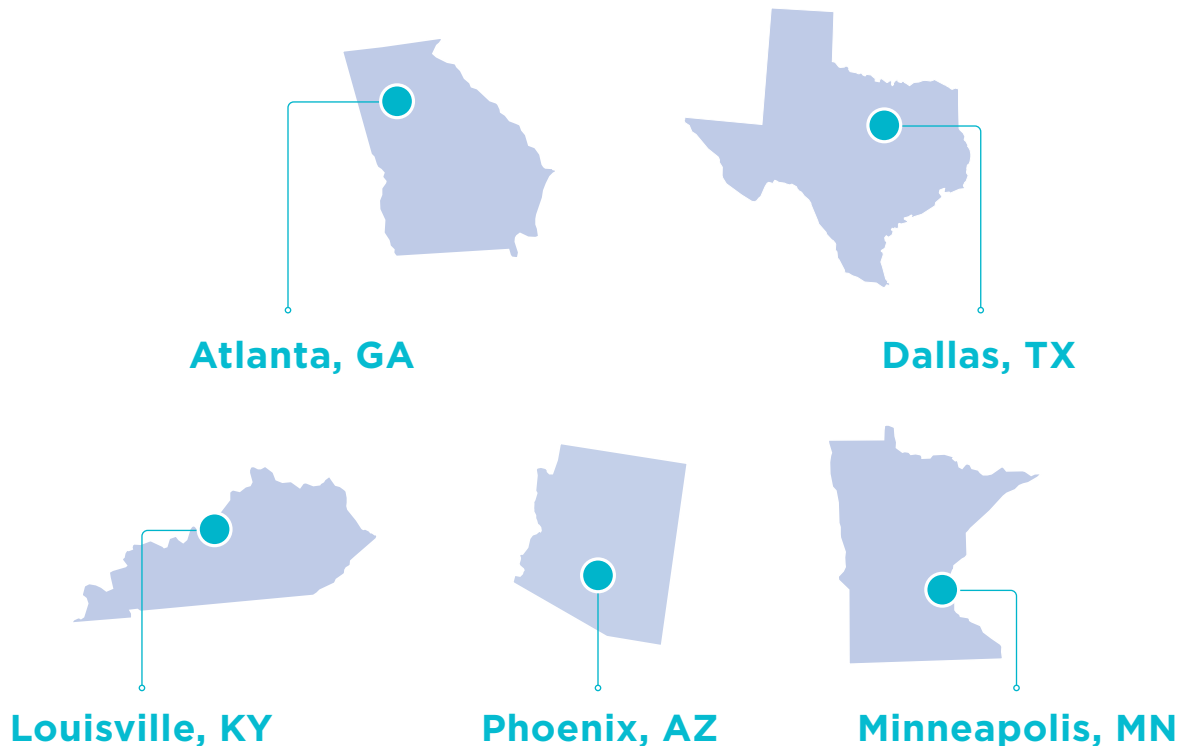 Atlanta, GA
Dallas, TX
Louisville, KY
Phoenix, AZ
Minneapolis, MN